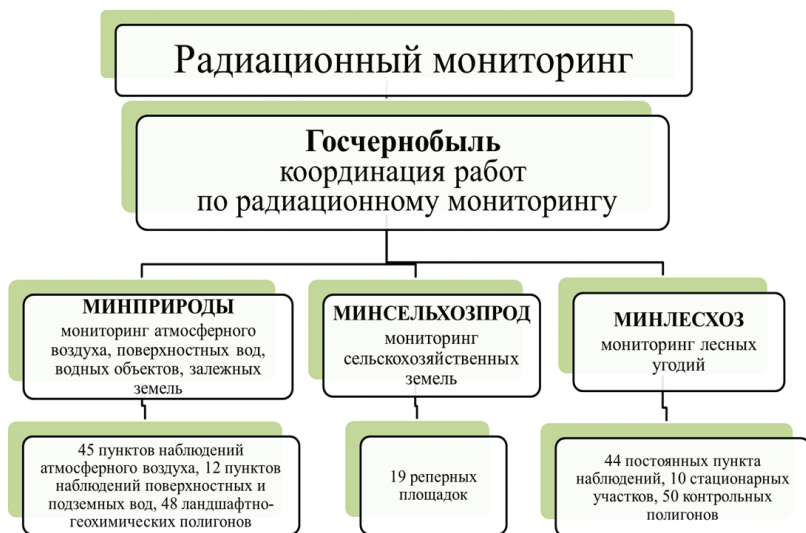 Радиационный мониторинг
Госчернобыль
координация работ
по радиационному мониторингу
МИНПРИРОДЫ
мониторинг атмосферного
воздуха, поверхностных вод,
водных объектов, залежных
земель
МИНСЕЛЬХОЗПРОД
мониторинг
сельскохозяйственных
земель
МИНЛЕСХОЗ
мониторинг лесных
угодий
45 пунктов наблюдений
атмосферного воздуха, 12 пунктов
наблюдений поверхностных и
подземных вод, 48 ландшафтно-
геохимических полигонов
19 реперных
площадок
44 постоянных пункта
наблюдений, 10 стационарных
участков, 50 контрольных
полигонов